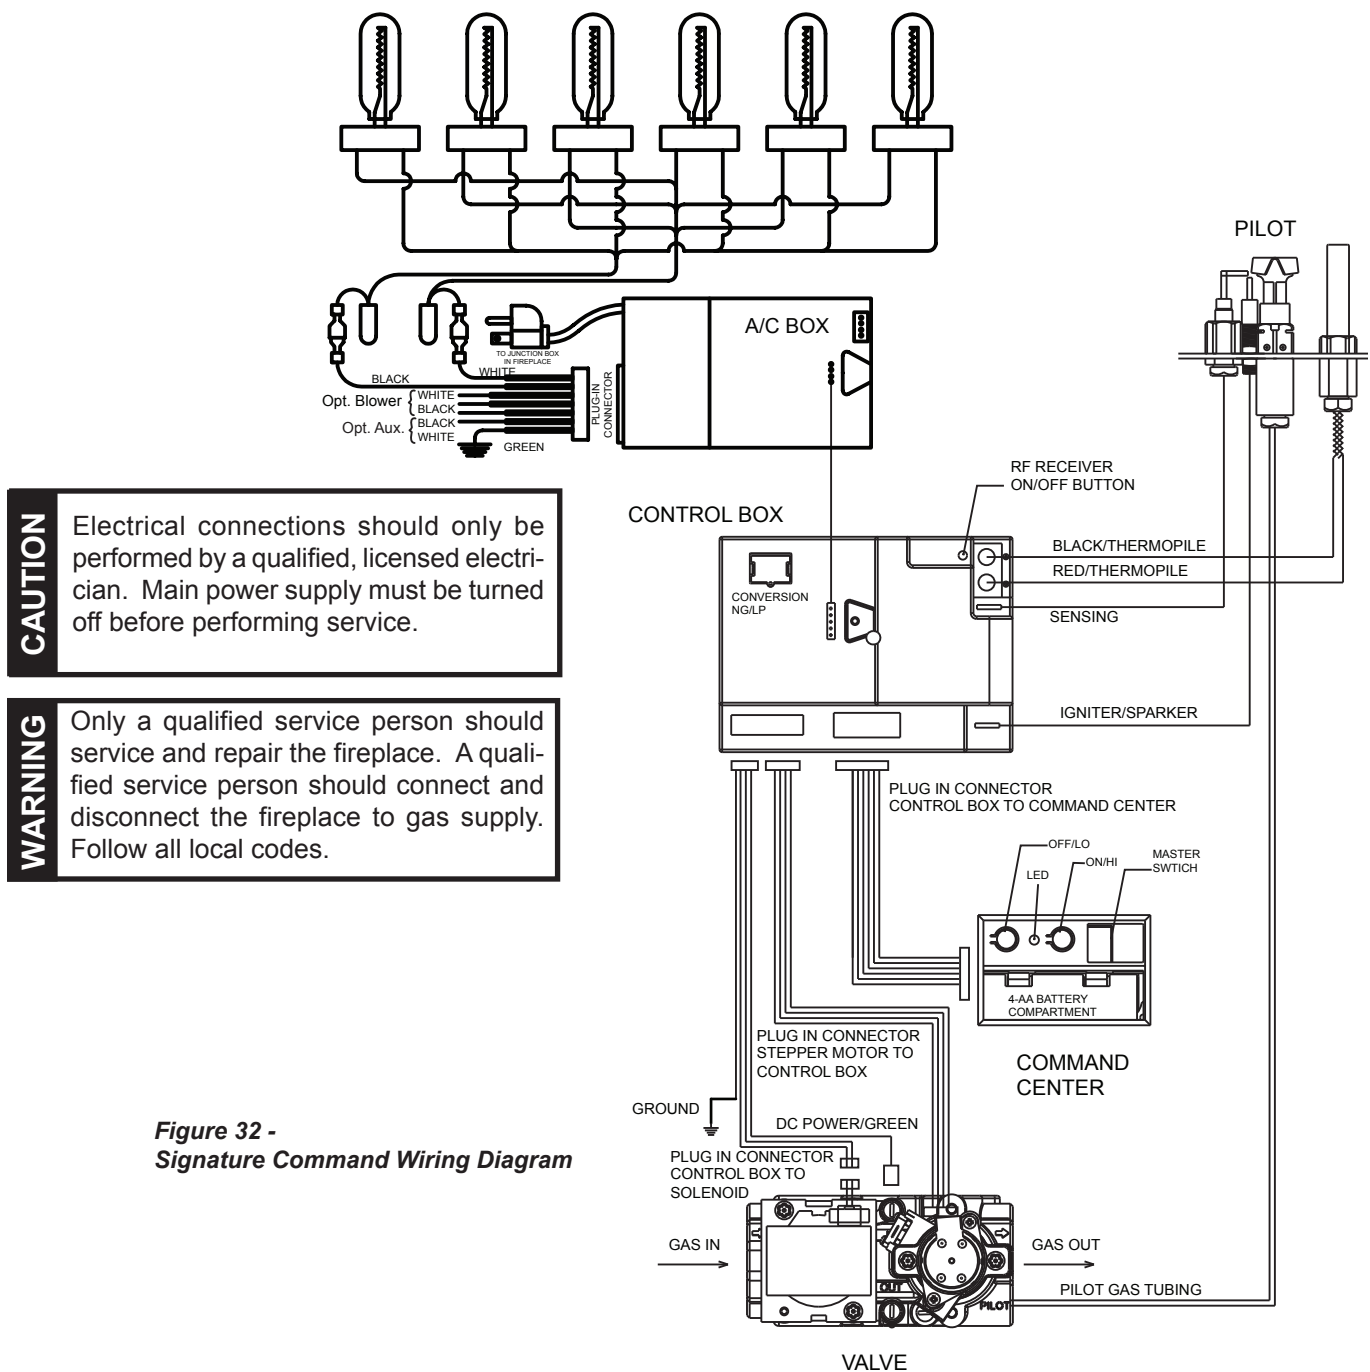 PILOT
A/C BOX
TO JUNCTION BOX
IN FIREPLACE
WHITE
BLACK
Opt. Blower
WHITE
BLACK
Opt. Aux.
BLACK
WHITE
GREEN
PLUG-IN
CONNECTOR
RF RECEIVER
ON/OFF BUTTON
CONTROL BOX
BLACK/THERMOPILE
RED/THERMOPILE
CONVERSION
NG/LP
SENSING
IGNITER/SPARKER
CAUTION
Electrical connections should only be
performed by a qualified, licensed electri-
cian. Main power supply must be turned
off before performing service.
WARNING
Only a qualified service person should
service and repair the fireplace. A quali-
fied service person should connect and
disconnect the fireplace to gas supply.
Follow all local codes.
PLUG IN CONNECTOR
CONTROL BOX TO COMMAND CENTER
OFF/LO
LED
ON/HI
MASTER
SWTICH
4-AA BATTERY
COMPARTMENT
COMMAND
CENTER
PLUG IN CONNECTOR
STEPPER MOTOR TO
CONTROL BOX
GROUND
DC POWER/GREEN
PLUG IN CONNECTOR
CONTROL BOX TO
SOLENOID
Figure 32 -
Signature Command Wiring Diagram
GAS IN
GAS OUT
OUT
PILOT
PILOT GAS TUBING
VALVE